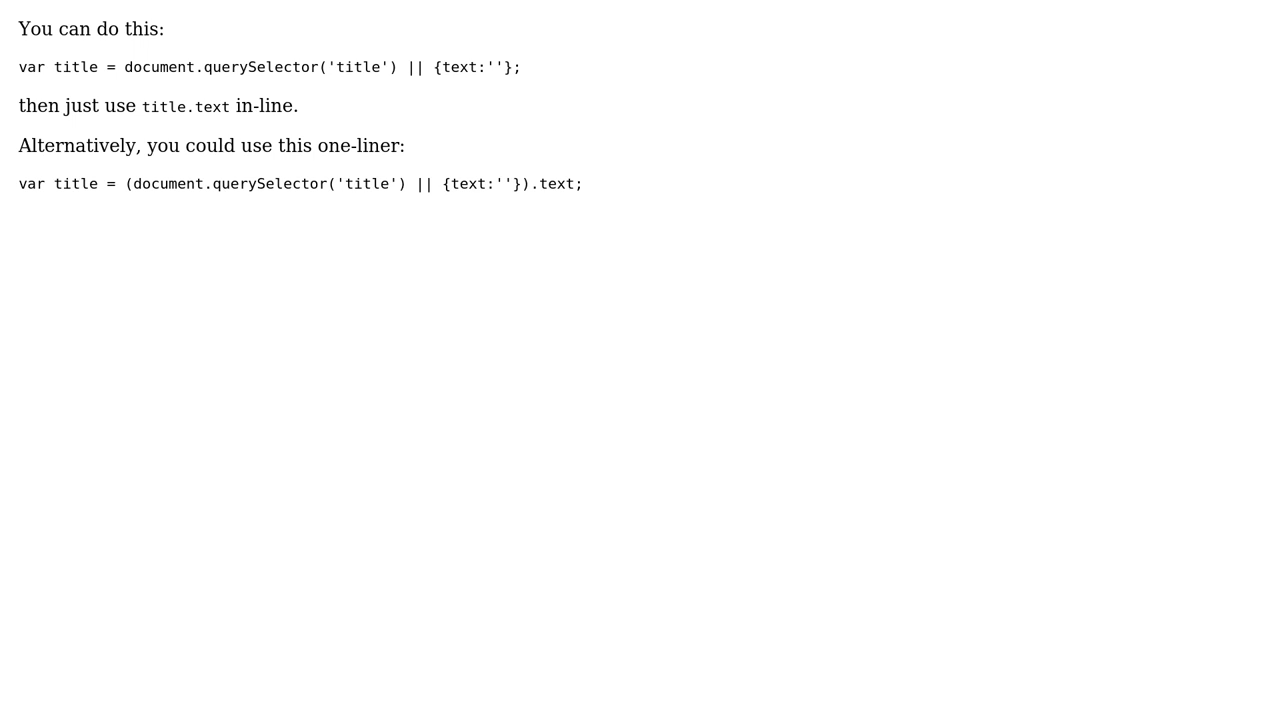 You can do this:
var title = document.querySelector('title') || {text:''};
then just use title.text in-line.
Alternatively, you could use this one-liner:
var title = (document.querySelector('title') || {text:''}).text;